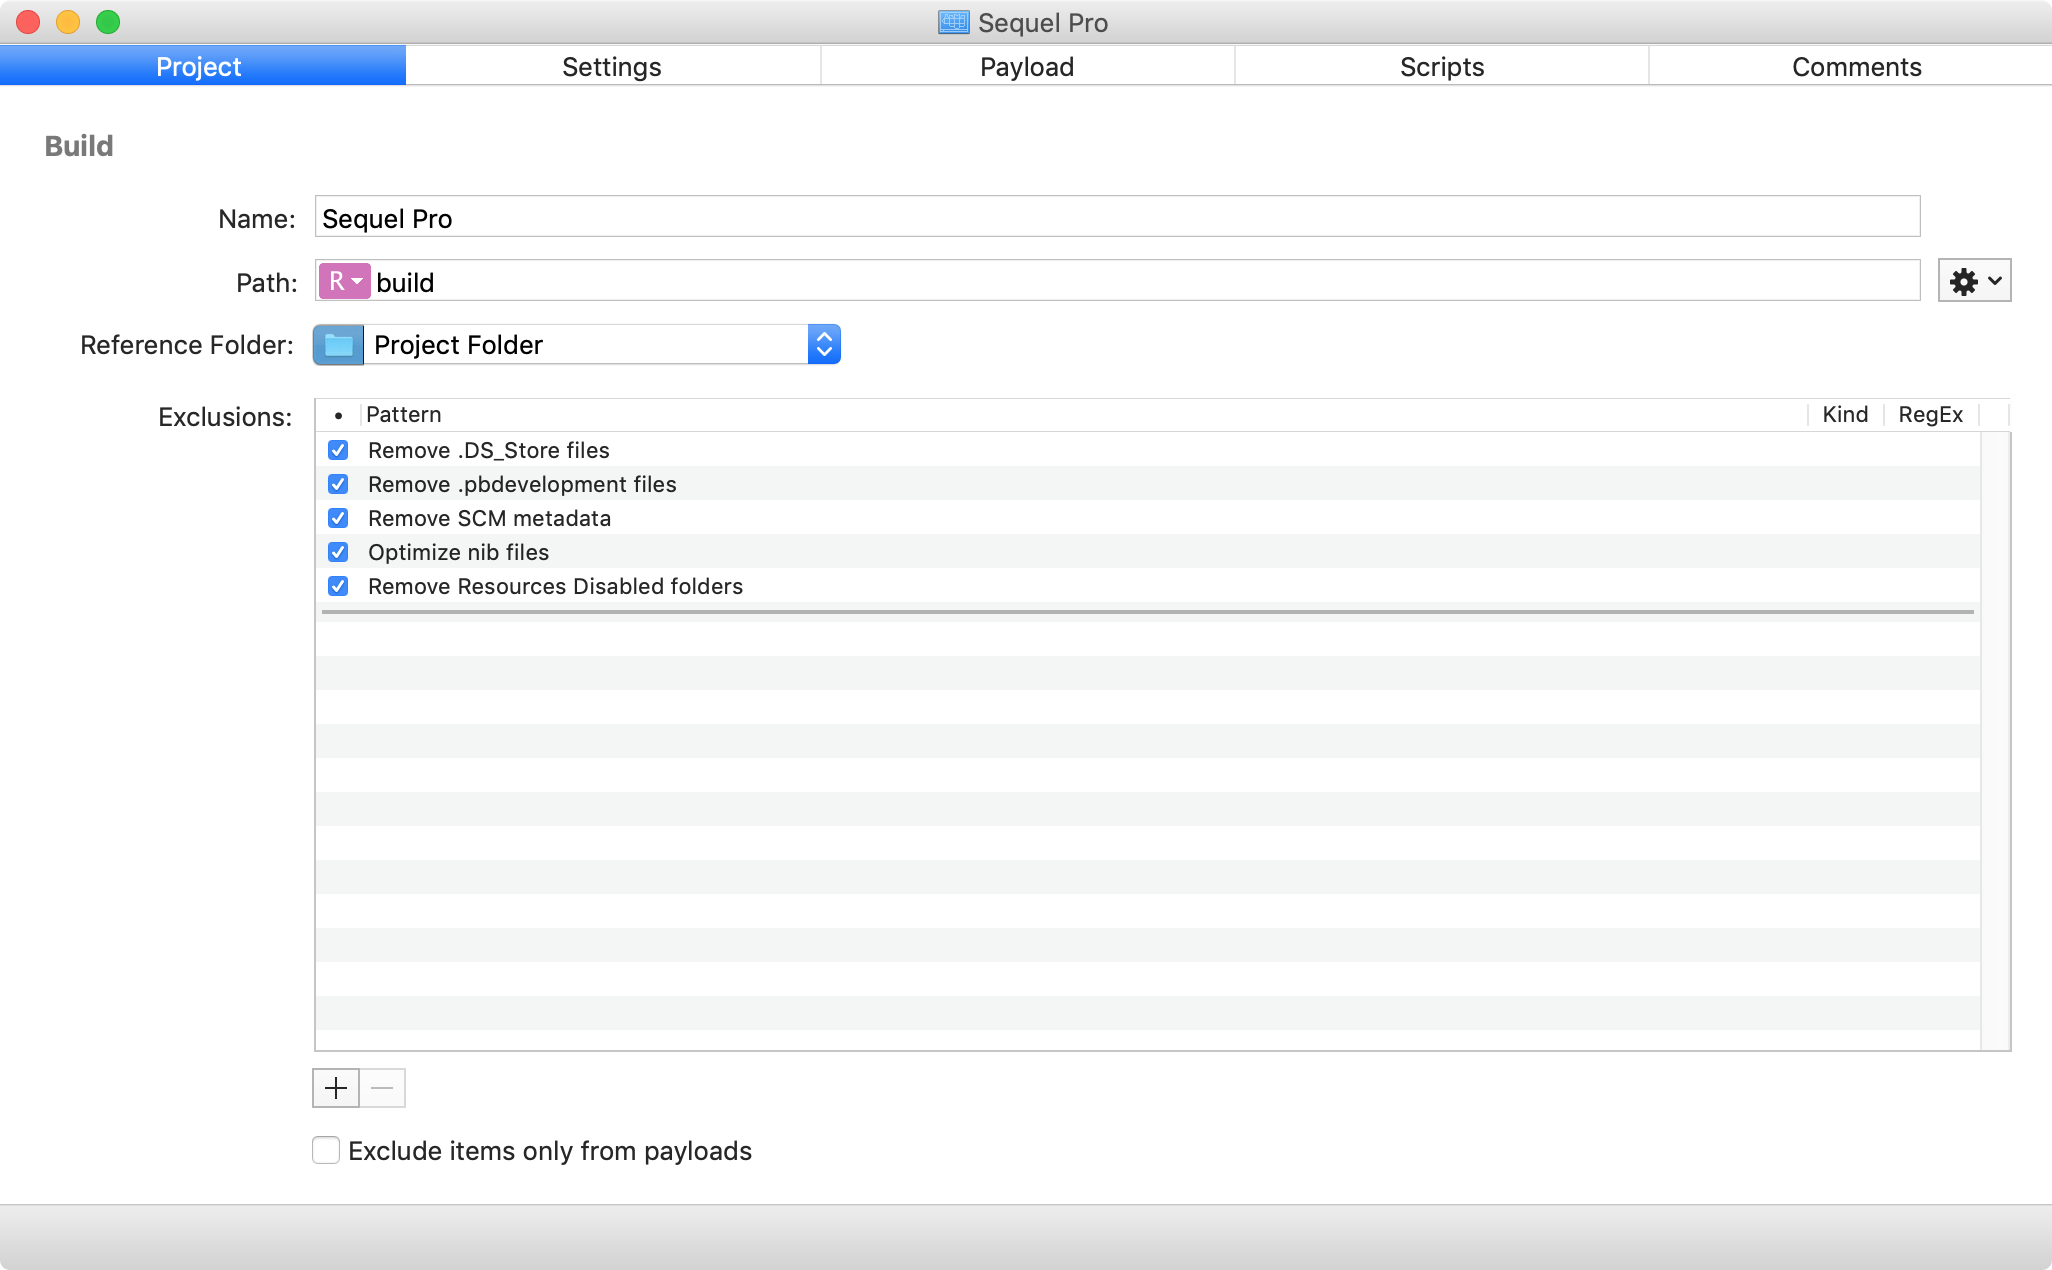 Sequel Pro
Project Settings Payload Scripts Comments
Build
Name: Sequel Pro
Path: R build
Reference Folder: Project Folder
Exclusions: • Pattern Kind RegEx
Remove .DS_Store files
Remove .pbdevelopment files
Remove SCM metadata
Optimize nib files
Remove Resources Disabled folders
Exclude items only from payloads